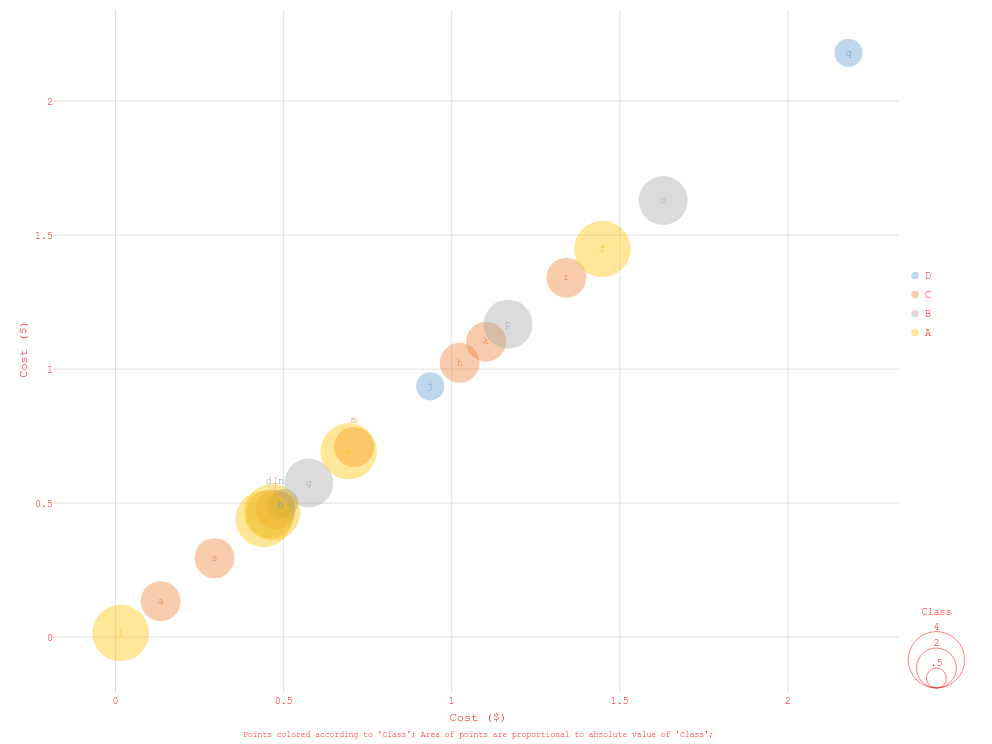 q
2
o
1.5
f
r
D
C
p
B
k
A
Cost ($)
h
1
j
m
g
0.5
b
s
a
Class
0
4
2
.5
0
0.5
1
1.5
2
Cost ($)
Points colored according to 'Class'; Area of points are proportional to absolute value of 'Class';